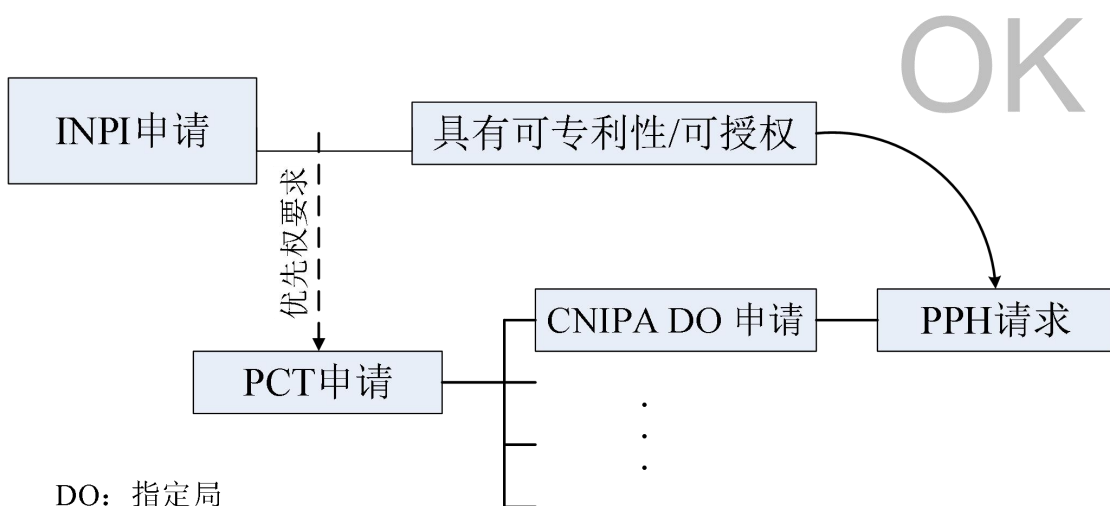 OK
INPI申请
具有可专利性/可授权
优先权要求
CNIPA DO 申请
PPH请求
PCT申请
DO：指定局